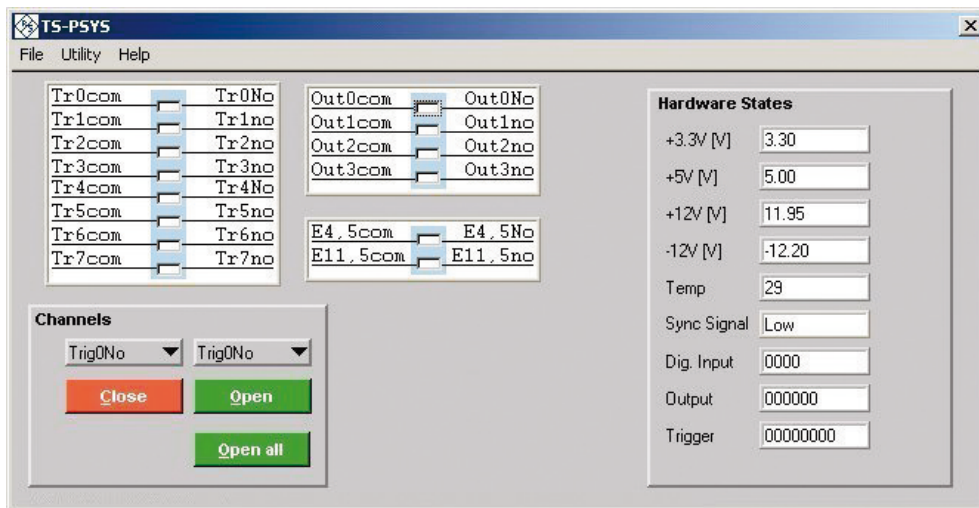 TS-PSYS
File Utility Help
Tr0com Tr0No
Tr1com Tr1no
Tr2com Tr2no
Tr3com Tr3no
Tr4com Tr4No
Tr5com Tr5no
Tr6com Tr6no
Tr7com Tr7no
Out0com Out0No
Out1com Out1no
Out2com Out2no
Out3com Out3no
E4,5com E4,5No
E11,5com E11,5no
Channels
Trig0No Trig0No
Close Open
Open all
Hardware States
+3.3V [V] 3.30
+5V [V] 5.00
+12V [V] 11.95
-12V [V] -12.20
Temp 29
Sync Signal Low
Dig. Input 0000
Output 000000
Trigger 00000000